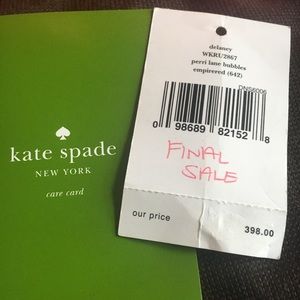 kate spade
NEW YORK
care card
delaney
WKRU2867
perri lane bubbles
empirered (642)
DN56006
0 98689 82152 8
FINAL
SALE
our price 398.00